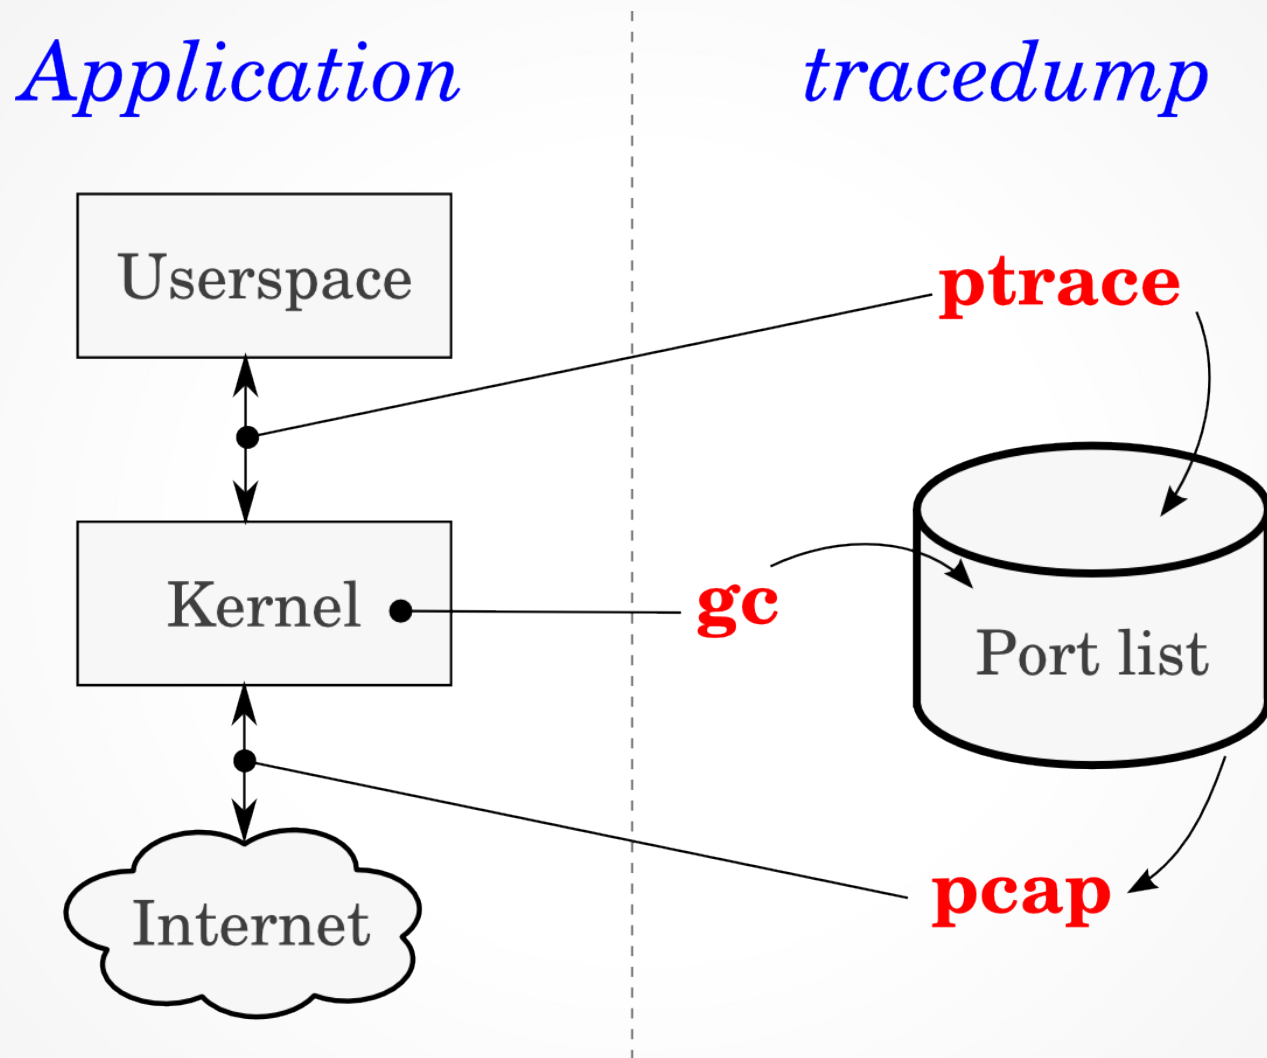 Application
tracedump
Userspace
ptrace
Kernel
gc
Port list
Internet
pcap